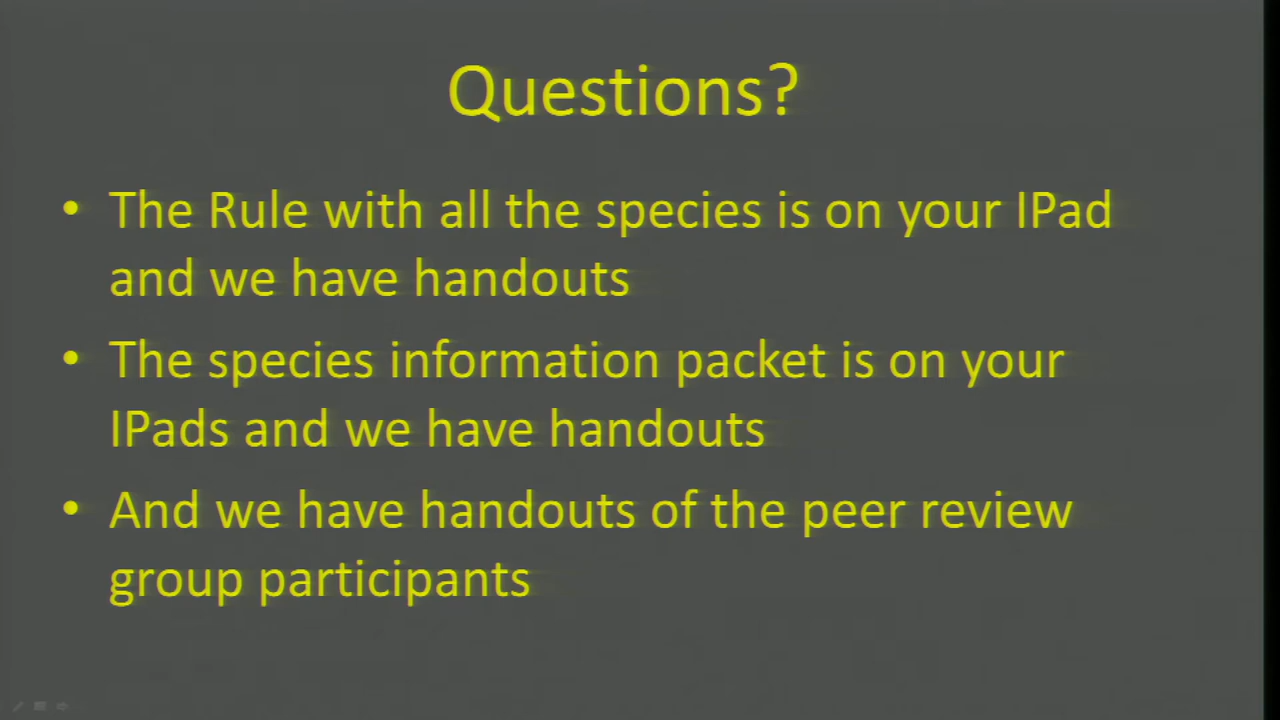 Questions?
• The Rule with all the species is on your IPad
and we have handouts
• The species information packet is on your
IPads and we have handouts
• And we have handouts of the peer review
group participants